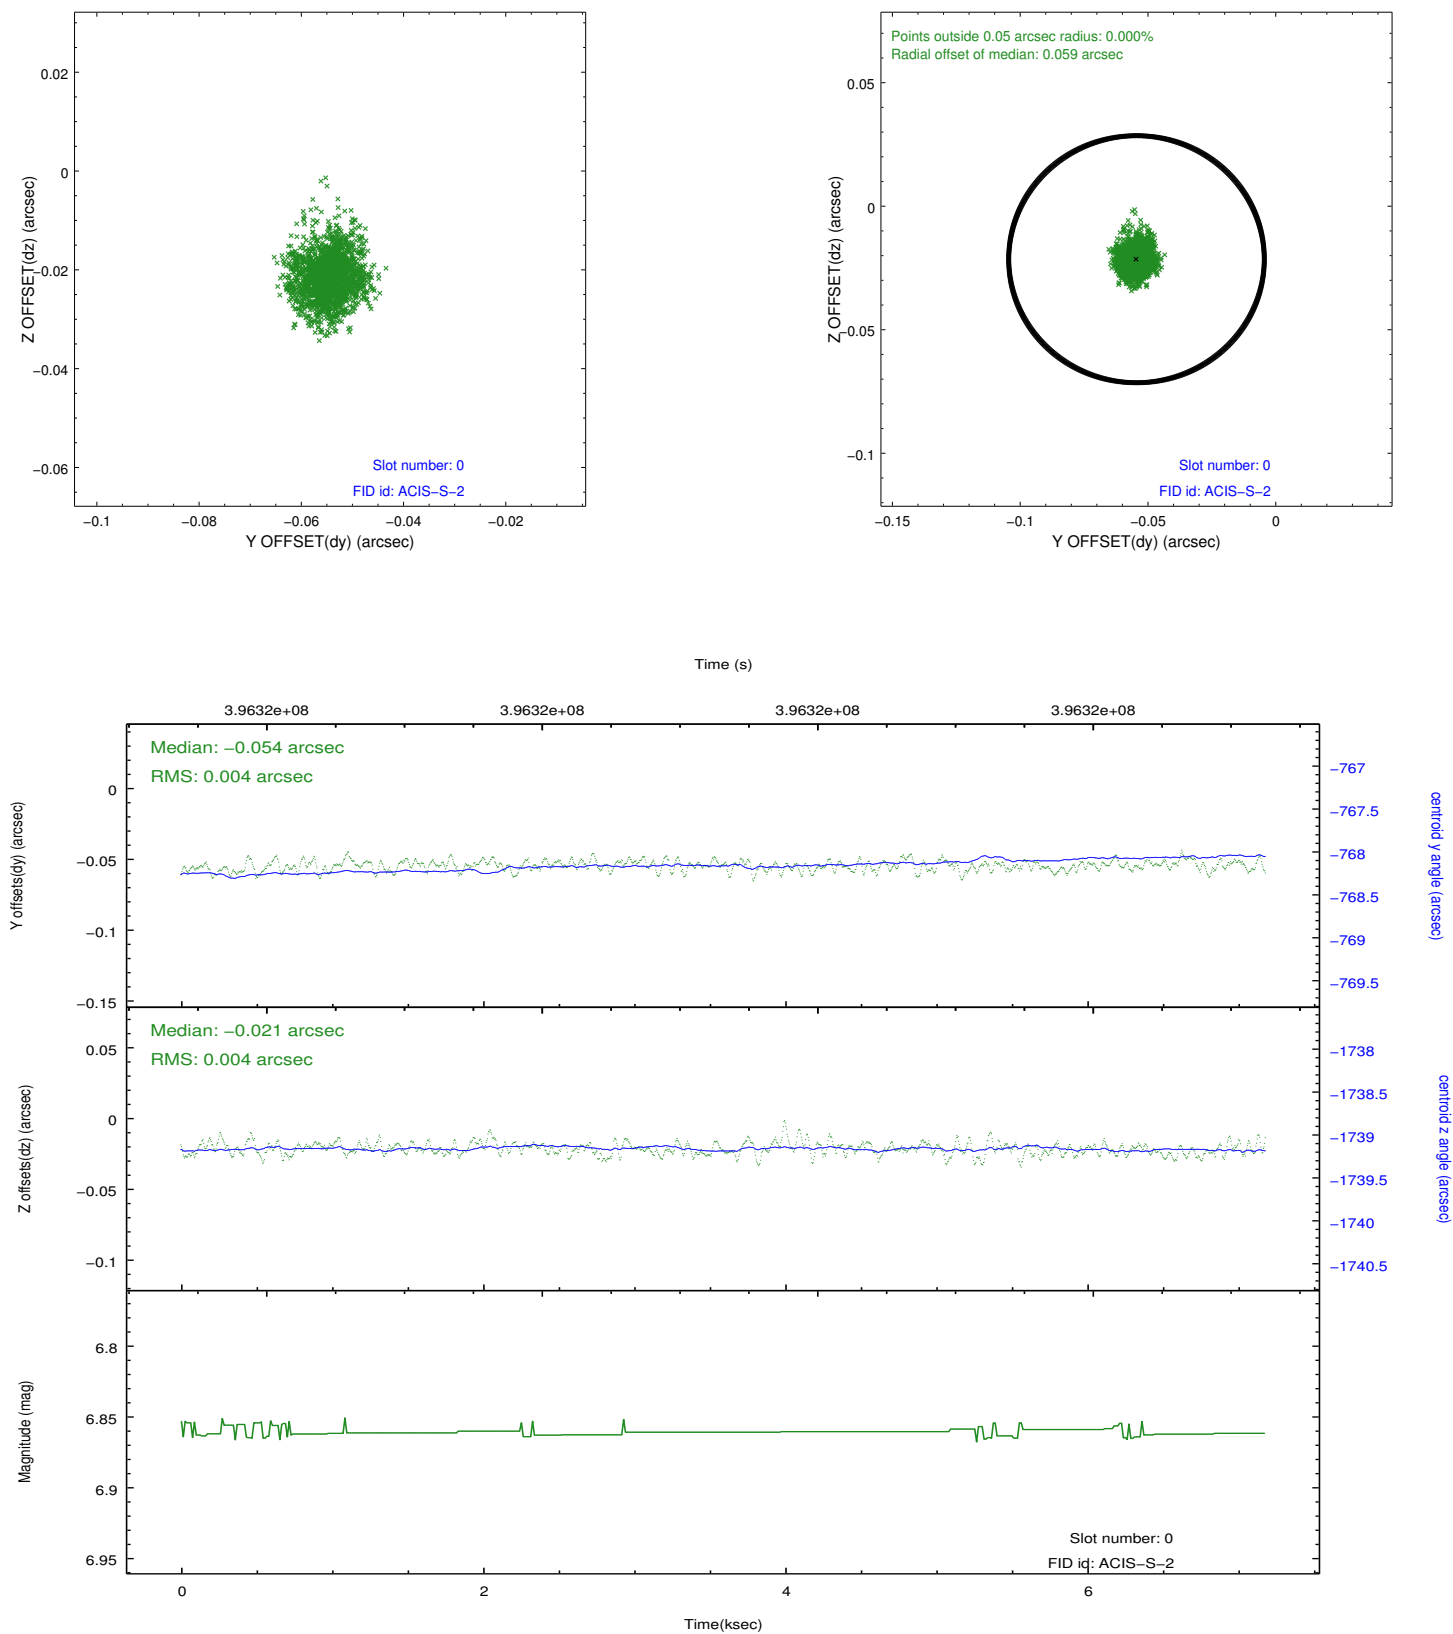 0.02
0
−0.02
−0.04
−0.06
Z OFFSET(dz) (arcsec)
Slot number: 0
FID id: ACIS−S−2
−0.1
−0.08
−0.06
−0.04
−0.02
Y OFFSET(dy) (arcsec)
Points outside 0.05 arcsec radius: 0.000%
Radial offset of median: 0.059 arcsec
0.05
0
−0.05
−0.1
Z OFFSET(dz) (arcsec)
Slot number: 0
FID id: ACIS−S−2
−0.15
−0.1
−0.05
0
Y OFFSET(dy) (arcsec)
Time (s)
3.9632e+08
3.9632e+08
3.9632e+08
3.9632e+08
Median: −0.054 arcsec
RMS: 0.004 arcsec
0
−0.05
−0.1
−0.15
Y offsets(dy) (arcsec)
−767
−767.5
−768
−768.5
−769
−769.5
centroid y angle (arcsec)
Median: −0.021 arcsec
RMS: 0.004 arcsec
0.05
0
−0.05
−0.1
Z offsets(dz) (arcsec)
−1738
−1738.5
−1739
−1739.5
−1740
−1740.5
centroid z angle (arcsec)
6.8
6.85
6.9
6.95
Magnitude (mag)
Slot number: 0
FID id: ACIS−S−2
0
2
4
6
Time(ksec)